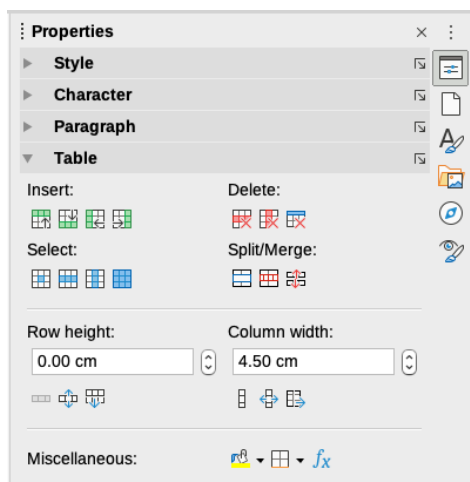 Properties
Style
Character
Paragraph
Table
Insert: Delete:
Select: Split/Merge:
Row height: Column width:
0.00 cm 4.50 cm
Miscellaneous: fx